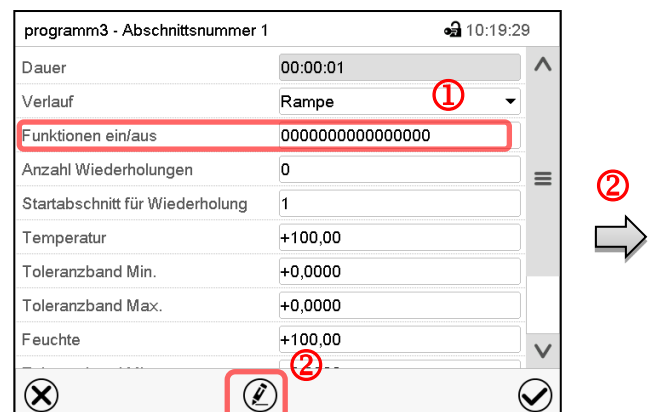 programm3 - Abschnittsnummer 1 10:19:29
Dauer 00:00:01
Verlauf Rampe ①
Funktionen ein/aus 0000000000000000
Anzahl Wiederholungen 0
②
Startabschnitt für Wiederholung 1
Temperatur +100,00
Toleranzband Min. +0,0000
Toleranzband Max. +0,0000
Feuchte +100,00
②